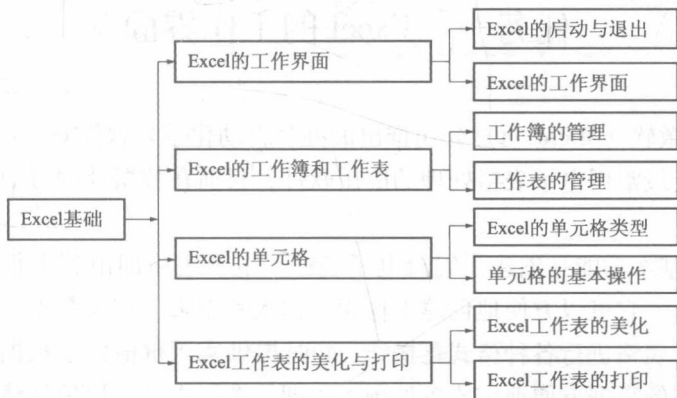 Excel基础
Excel的工作界面
Excel的启动与退出
Excel的工作界面
Excel的工作簿和工作表
工作簿的管理
工作表的管理
Excel的单元格
Excel的单元格类型
单元格的基本操作
Excel工作表的美化与打印
Excel工作表的美化
Excel工作表的打印